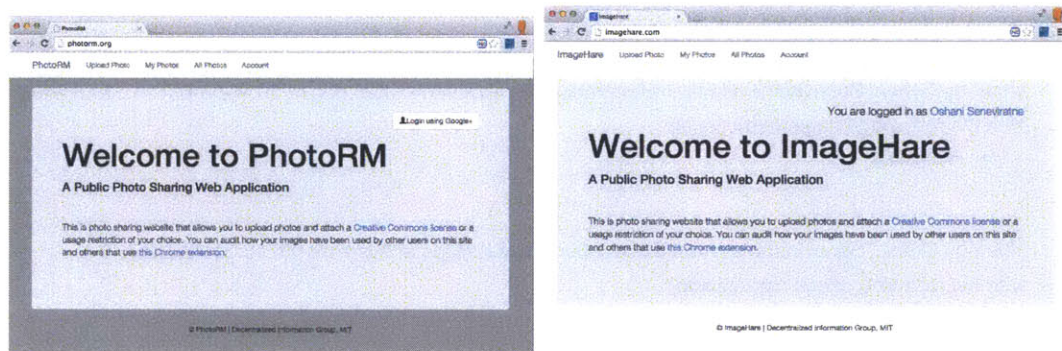 PhotoRM
photorm.org
PhotoRM Upload Photo My Photos All Photos Account
Login using Google+
Welcome to PhotoRM
A Public Photo Sharing Web Application
This is photo sharing website that allows you to upload photos and attach a Creative Commons license or a
usage restriction of your choice. You can audit how your images have been used by other users on this site
and others that use this Chrome extension.
© PhotoRM | Decentralized Information Group, MIT
ImageHare
imagehare.com
ImageHare Upload Photo My Photos All Photos Account
You are logged in as Oshani Seneviratne
Welcome to ImageHare
A Public Photo Sharing Web Application
This is photo sharing website that allows you to upload photos and attach a Creative Commons license or a
usage restriction of your choice. You can audit how your images have been used by other users on this site
and others that use this Chrome extension.
© ImageHare | Decentralized Information Group, MIT